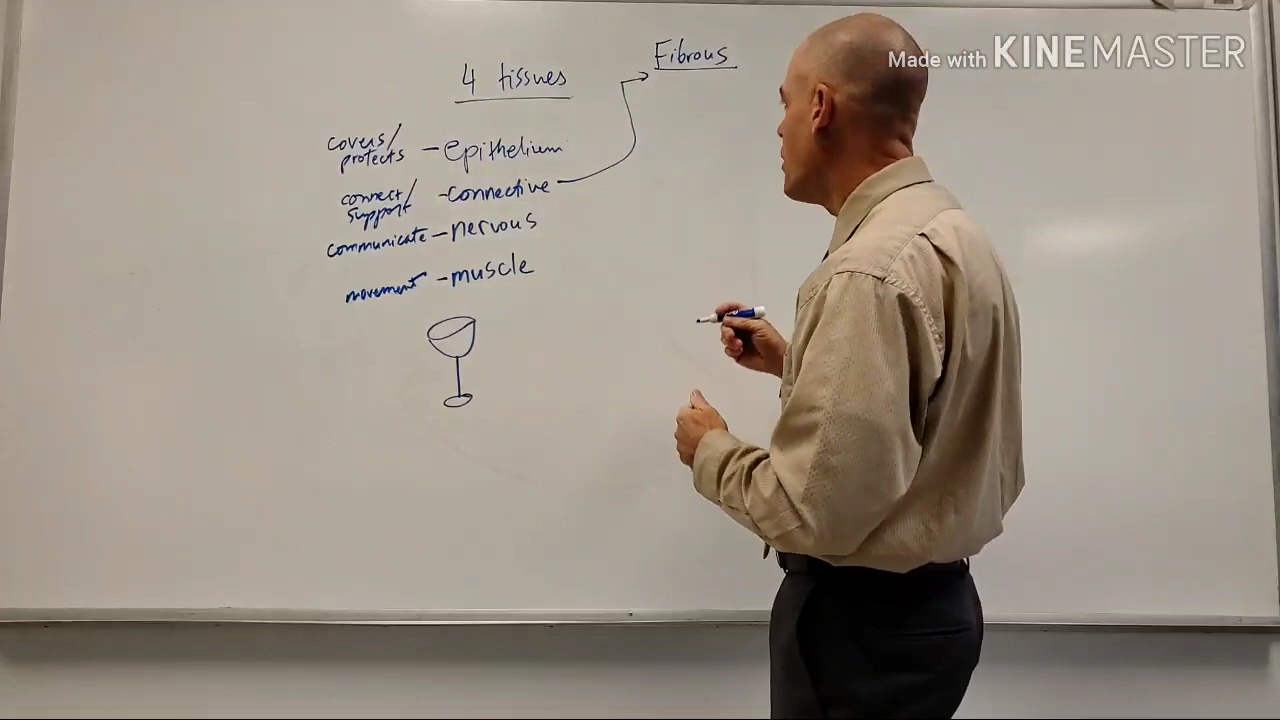 Made with KINEMASTER
Fibrous
4 tissues
covers/
protects - epithelium
connect/
support - connective
communicate - nervous
movement - muscle